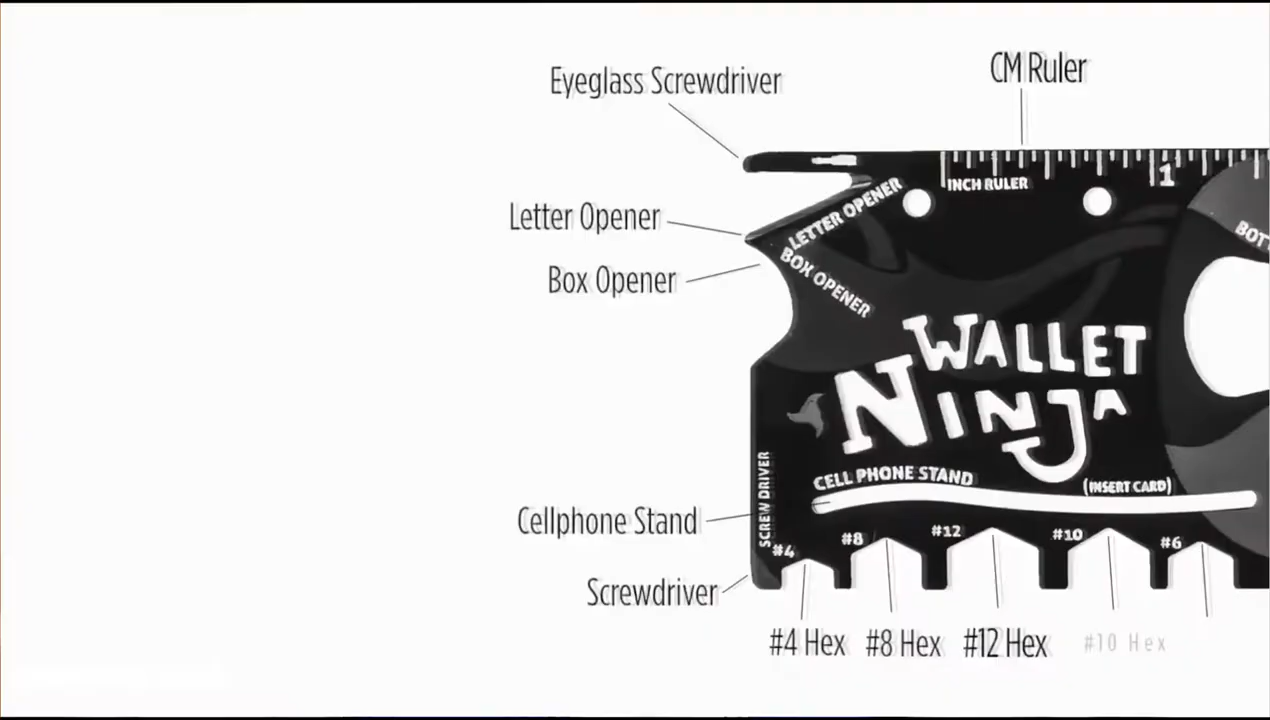 Eyeglass Screwdriver
CM Ruler
Letter Opener
Box Opener
Cellphone Stand
Screwdriver
#4 Hex
#8 Hex
#12 Hex
#10 Hex
INCH RULER
1
LETTER OPENER
BOX OPENER
WALLET
NINJA
CELL PHONE STAND
(INSERT CARD)
SCREW DRIVER
#4
#8
#12
#10
#6